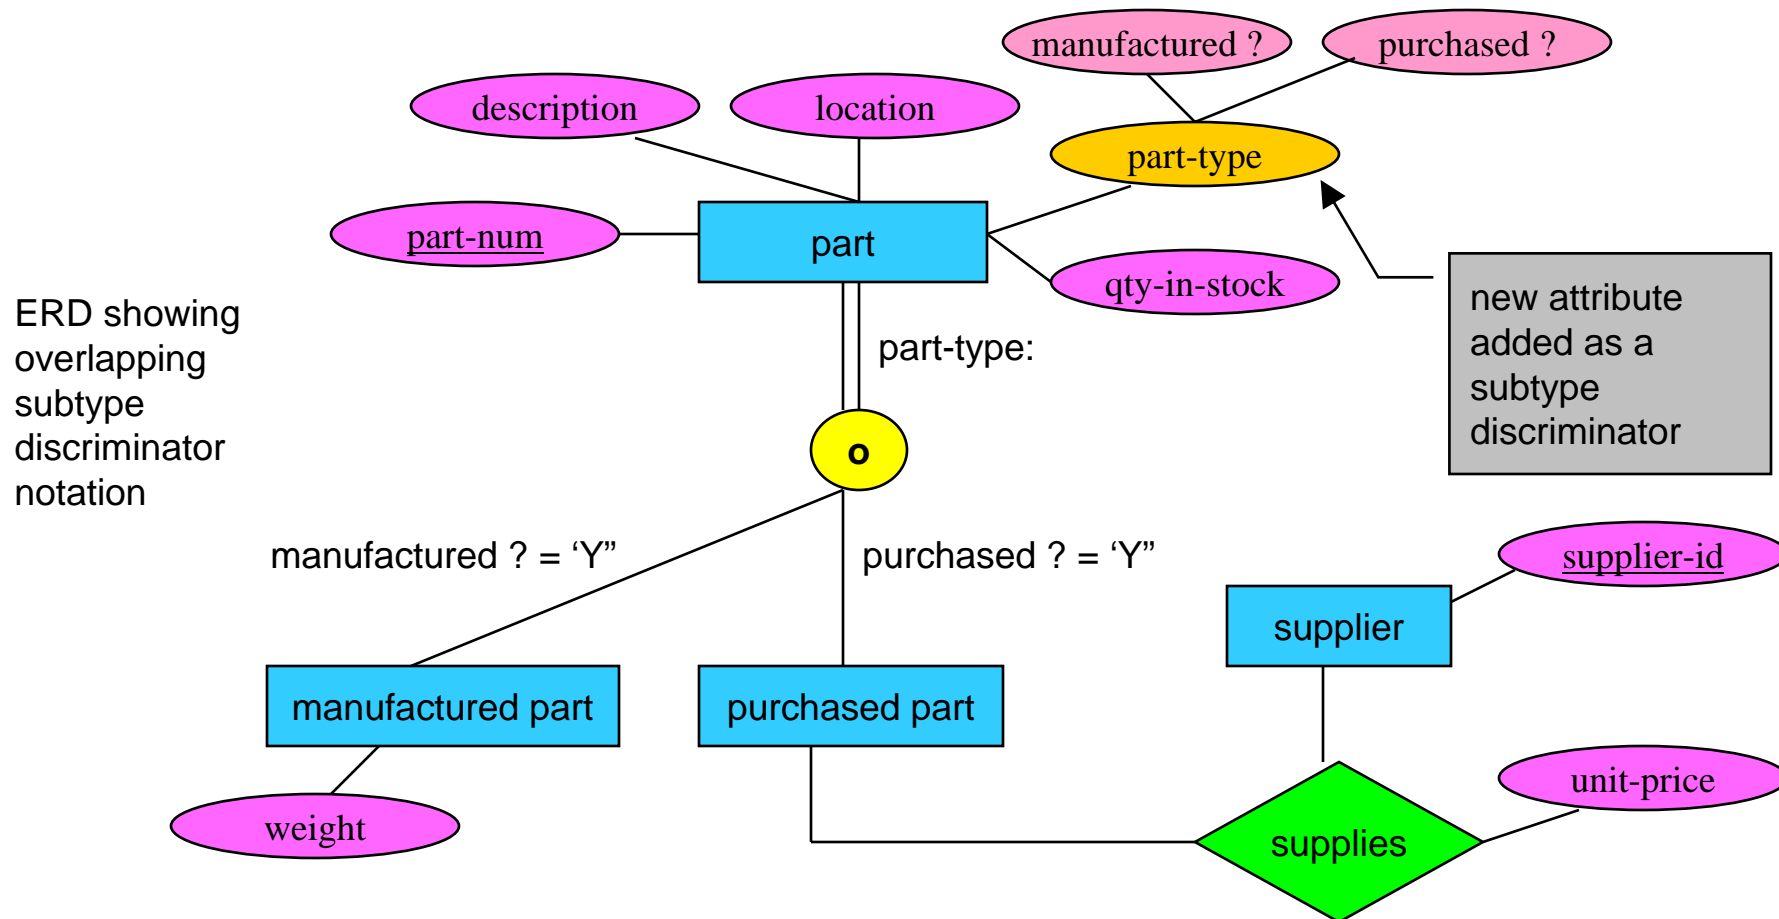 manufactured ?
purchased ?
description
location
part-type
part-num
part
qty-in-stock
new attribute
added as a
subtype
discriminator
ERD showing
overlapping
subtype
discriminator
notation
part-type:
o
manufactured ? = ‘Y”
purchased ? = ‘Y”
supplier-id
supplier
manufactured part
purchased part
unit-price
weight
supplies